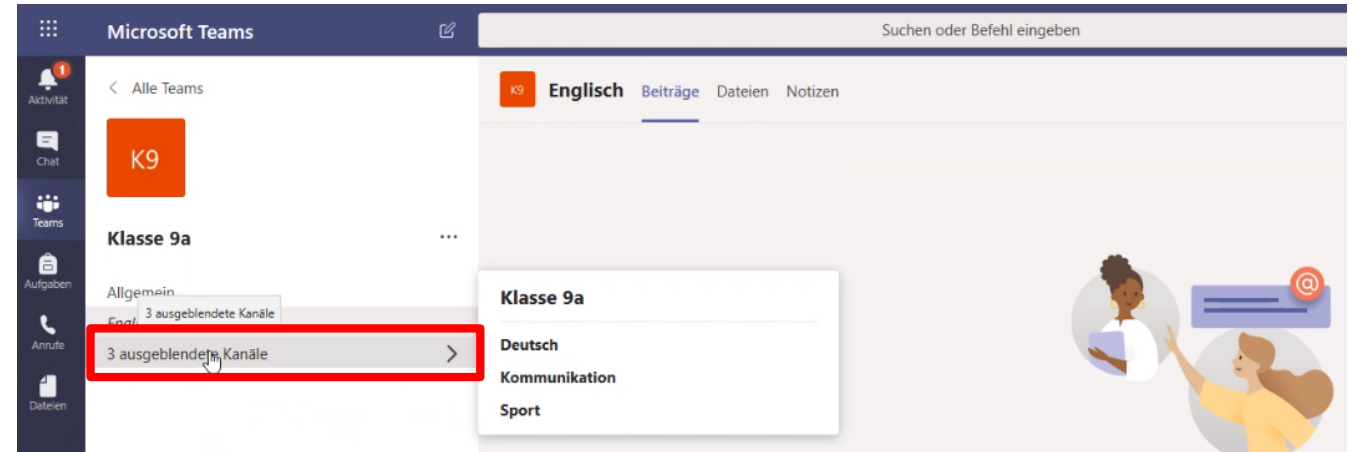 Microsoft Teams
Suchen oder Befehl eingeben
1
Aktivität
Chat
Teams
Aufgaben
Anrufe
Dateien
Alle Teams
K9
Klasse 9a
...
Allgemein
3 ausgeblendete Kanäle
3 ausgeblendete Kanäle
K9
Englisch Beiträge Dateien Notizen
Klasse 9a
Deutsch
Kommunikation
Sport
@